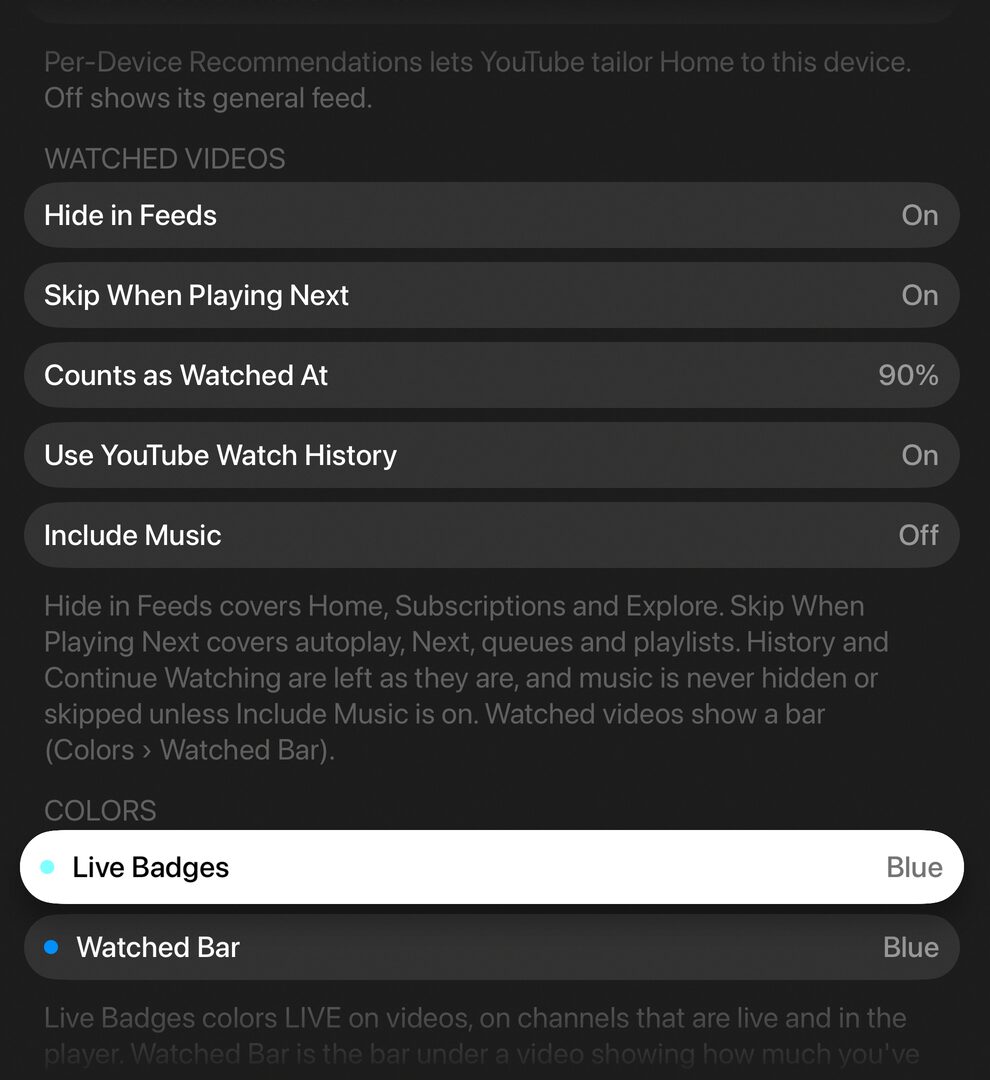 Per-Device Recommendations lets YouTube tailor Home to this device.
Off shows its general feed.
WATCHED VIDEOS
Hide in Feeds On
Skip When Playing Next On
Counts as Watched At 90%
Use YouTube Watch History On
Include Music Off
Hide in Feeds covers Home, Subscriptions and Explore. Skip When
Playing Next covers autoplay, Next, queues and playlists. History and
Continue Watching are left as they are, and music is never hidden or
skipped unless Include Music is on. Watched videos show a bar
(Colors › Watched Bar).
COLORS
Live Badges Blue
Watched Bar Blue
Live Badges colors LIVE on videos, on channels that are live and in the
player. Watched Bar is the bar under a video showing how much you've